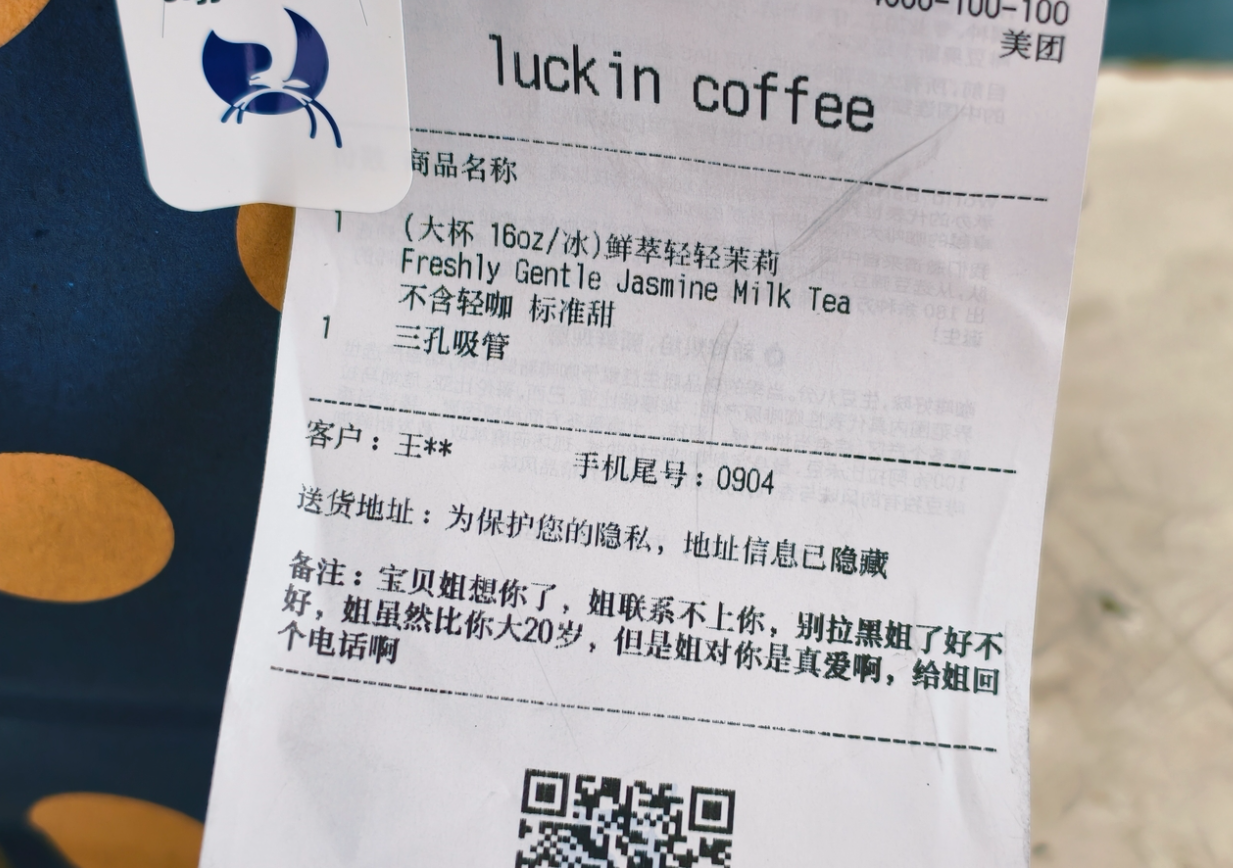 000-100-100
美团
luckin coffee
商品名称
1 (大杯 16oz/冰)鲜萃轻轻茉莉
Freshly Gentle Jasmine Milk Tea
不含轻咖 标准甜
1 三孔吸管
客户：王** 手机尾号：0904
送货地址：为保护您的隐私，地址信息已隐藏
备注：宝贝姐想你了，姐联系不上你，别拉黑姐了好不
好，姐虽然比你大20岁，但是姐对你是真爱啊，给姐回
个电话啊